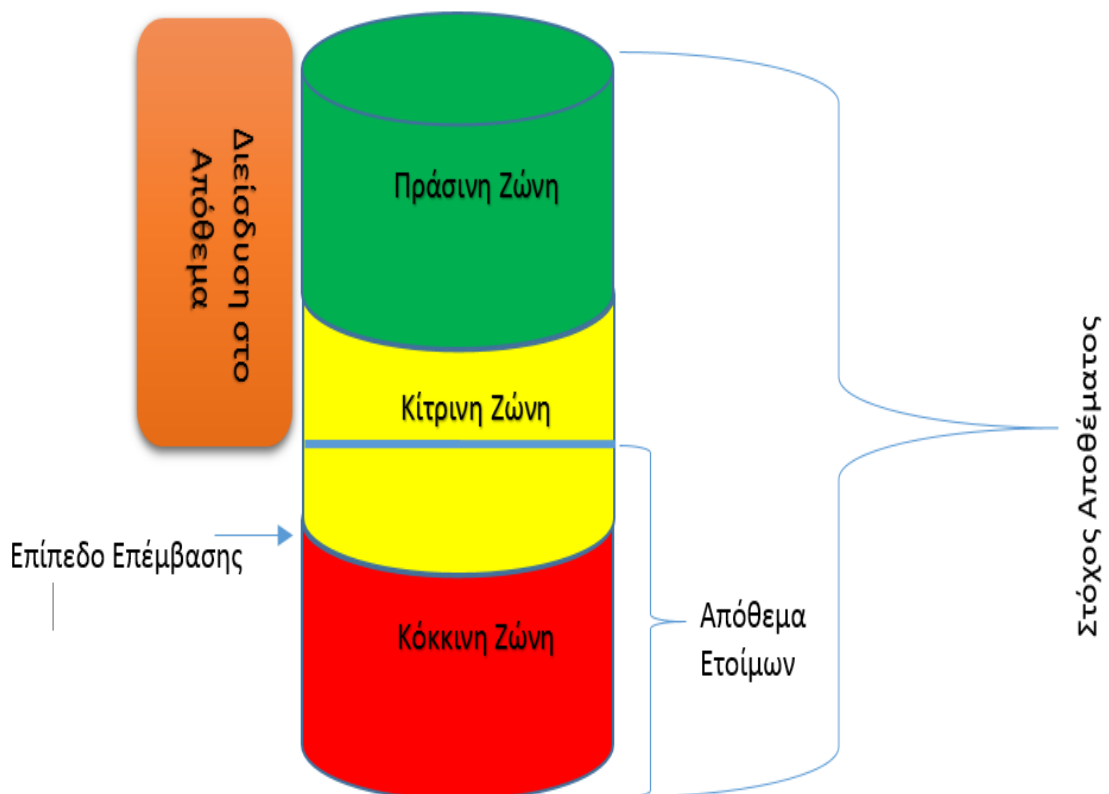 Διείσδυση στο
Απόθεμα
Πράσινη Ζώνη
Κίτρινη Ζώνη
Επίπεδο Επέμβασης
Κόκκινη Ζώνη
Απόθεμα
Ετοίμων
Στόχος Αποθέματος